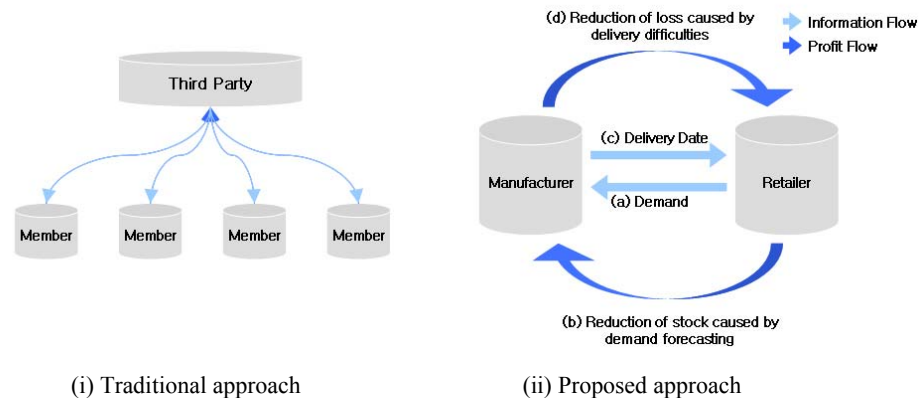 Third Party
Member
Member
Member
Member
(i) Traditional approach
(d) Reduction of loss caused by
delivery difficulties
Information Flow
Profit Flow
(c) Delivery Date
Manufacturer
Retailer
(a) Demand
(b) Reduction of stock caused by
demand forecasting
(ii) Proposed approach